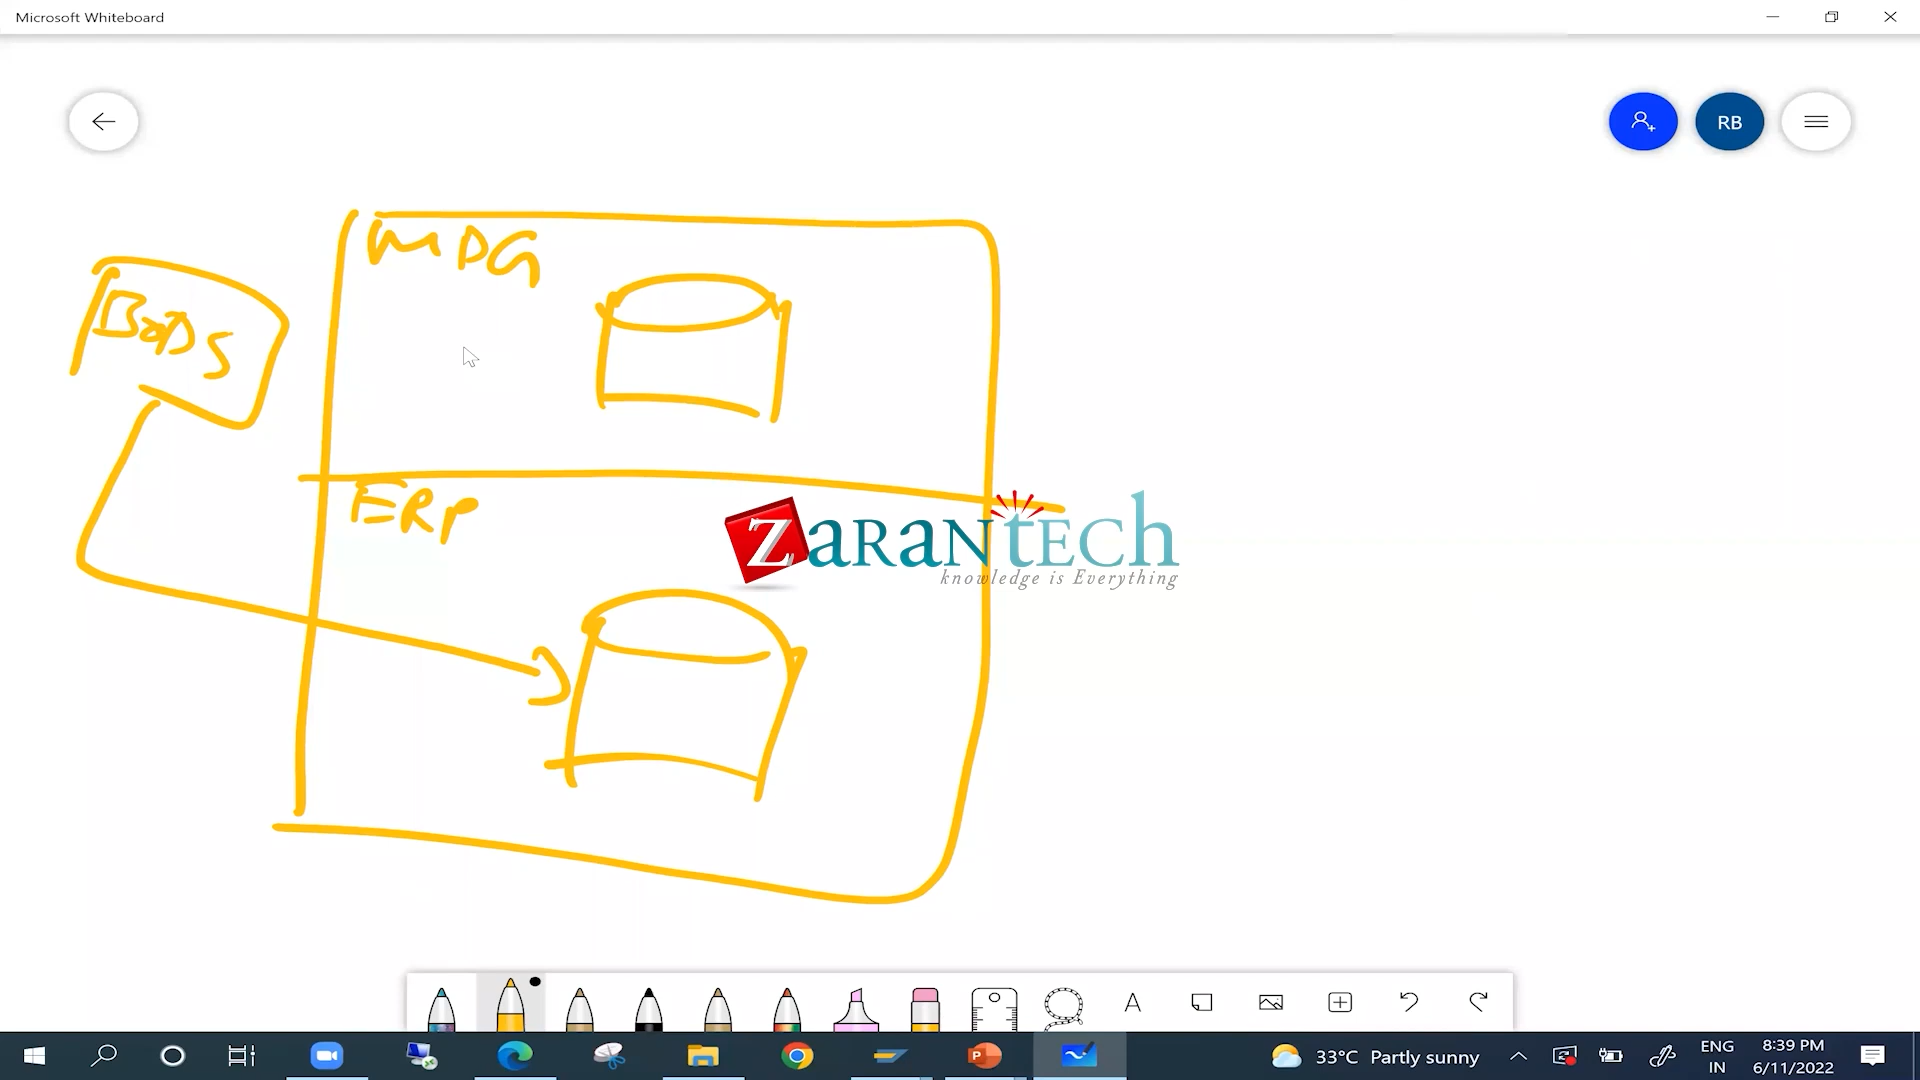 Microsoft Whiteboard
RB
MDG
BODS
ERP
ZaranTech
knowledge is Everything
A
33°C Partly sunny
ENG
IN
8:39 PM
6/11/2022